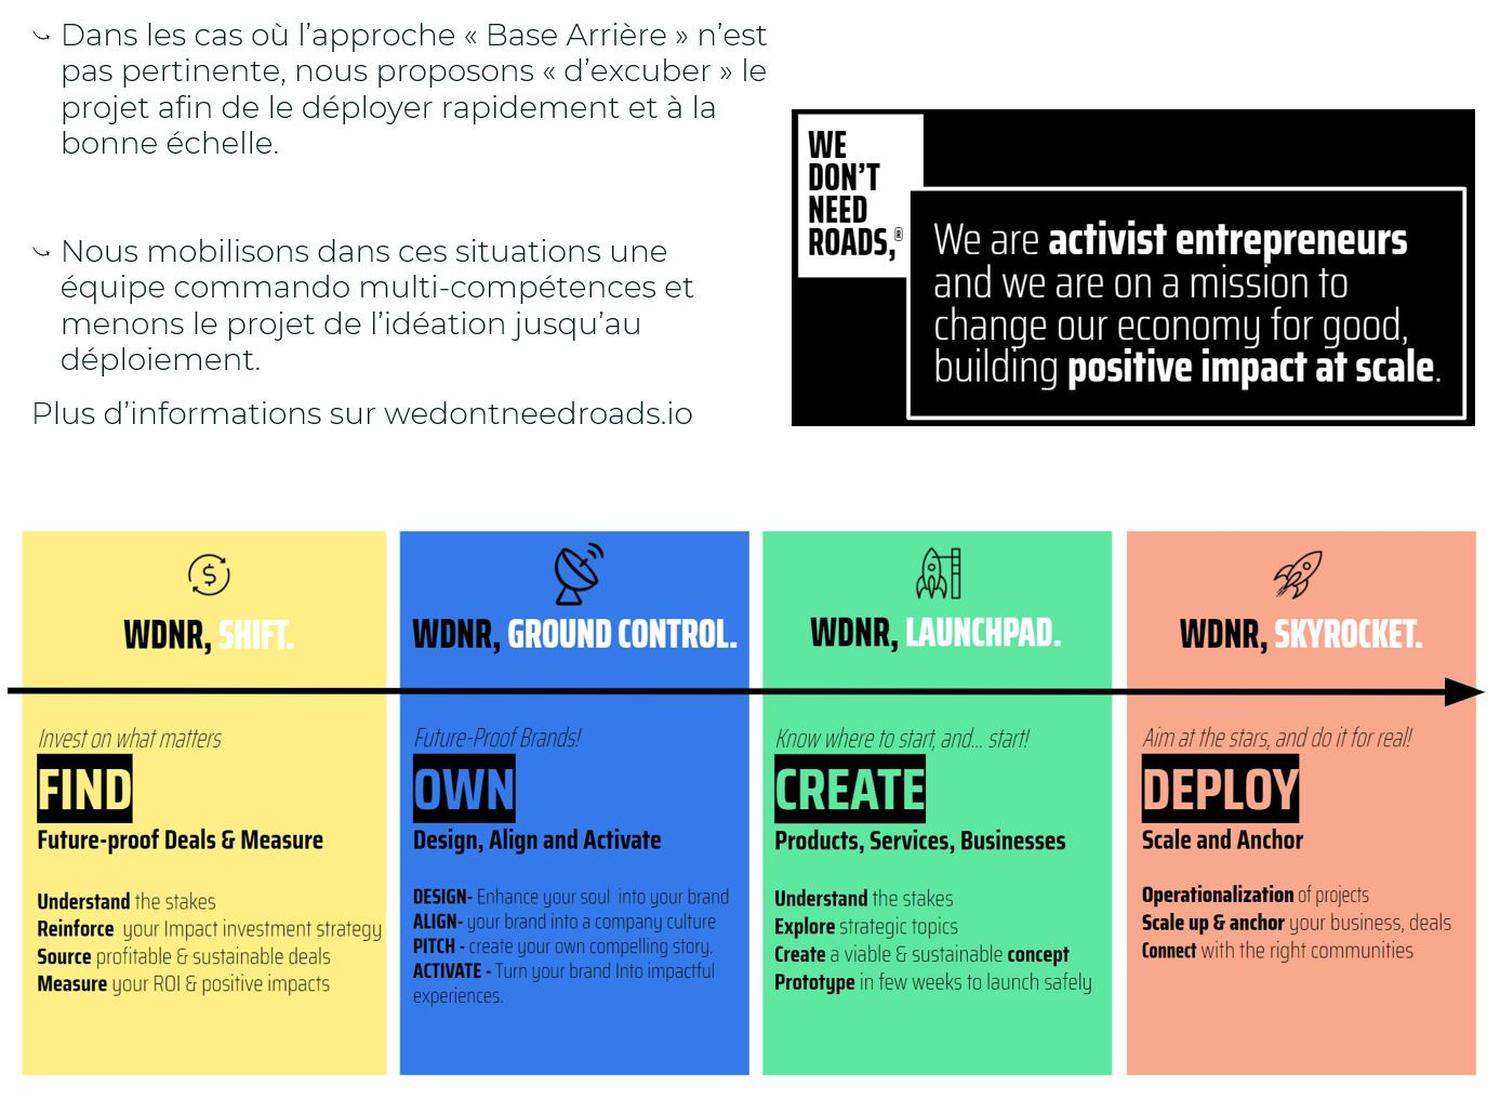 Dans les cas où l’approche « Base Arrière » n’est
pas pertinente, nous proposons « d’excuber » le
projet afin de le déployer rapidement et à la
bonne échelle.
Nous mobilisons dans ces situations une
équipe commando multi-compétences et
menons le projet de l’idéation jusqu’au
déploiement.
Plus d’informations sur wedontneedroads.io
WE
DON’T
NEED
ROADS,®
We are activist entrepreneurs
and we are on a mission to
change our economy for good,
building positive impact at scale.
$
WDNR, SHIFT.
Invest on what matters
FIND
Future-proof Deals & Measure
Understand the stakes
Reinforce your Impact investment strategy
Source profitable & sustainable deals
Measure your ROI & positive impacts
WDNR, GROUND CONTROL.
Future-Proof Brands!
OWN
Design, Align and Activate
DESIGN- Enhance your soul into your brand
ALIGN- your brand into a company culture
PITCH - create your own compelling story.
ACTIVATE - Turn your brand Into impactful
experiences.
WDNR, LAUNCHPAD.
Know where to start, and... start!
CREATE
Products, Services, Businesses
Understand the stakes
Explore strategic topics
Create a viable & sustainable concept
Prototype in few weeks to launch safely
WDNR, SKYROCKET.
Aim at the stars, and do it for real!
DEPLOY
Scale and Anchor
Operationalization of projects
Scale up & anchor your business, deals
Connect with the right communities